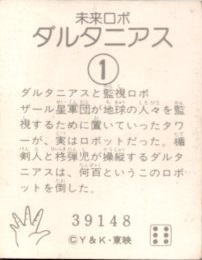 未来ロボ
ダルタニアス
1
ダルタニアスと監視ロボ
ザール星軍団が地球の人々を監
視するために置いていったタワ
ーが、実はロボットだった。楯
剣人と柊弾児が操縦するダルタ
ニアスは、何百というこのロボ
ットを倒した。
39148
©Y&K・東映